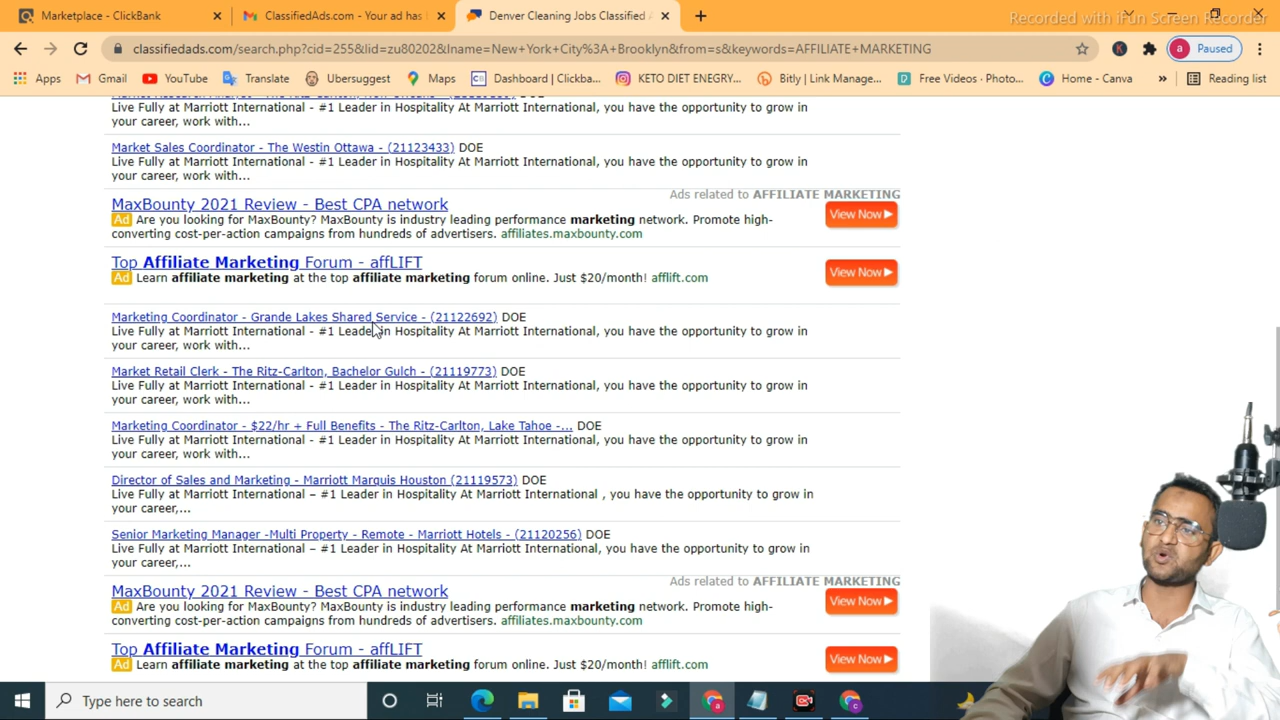 Marketplace - ClickBank
ClassifiedAds.com - Your ad has
Denver Cleaning Jobs Classified A
Recorded with iFun Screen Recorder
classifiedads.com/search.php?cid=255&lid=zu80202&lname=New+York+City%3A+Brooklyn&from=s&keywords=AFFILIATE+MARKETING
a Paused
Apps Gmail YouTube Translate Ubersuggest Maps Dashboard | Clickba... KETO DIET ENEGRY... Bitly | Link Manage... Free Videos · Photo... Home - Canva » Reading list
Live Fully at Marriott International - #1 Leader in Hospitality At Marriott International, you have the opportunity to grow in
your career, work with...
Market Sales Coordinator - The Westin Ottawa - (21123433) DOE
Live Fully at Marriott International - #1 Leader in Hospitality At Marriott International, you have the opportunity to grow in
your career, work with...
Ads related to AFFILIATE MARKETING
MaxBounty 2021 Review - Best CPA network
Ad Are you looking for MaxBounty? MaxBounty is industry leading performance marketing network. Promote high-
converting cost-per-action campaigns from hundreds of advertisers. affiliates.maxbounty.com
View Now
Top Affiliate Marketing Forum - affLIFT
Ad Learn affiliate marketing at the top affiliate marketing forum online. Just $20/month! afflift.com
View Now
Marketing Coordinator - Grande Lakes Shared Service - (21122692) DOE
Live Fully at Marriott International - #1 Leader in Hospitality At Marriott International, you have the opportunity to grow in
your career, work with...
Market Retail Clerk - The Ritz-Carlton, Bachelor Gulch - (21119773) DOE
Live Fully at Marriott International - #1 Leader in Hospitality At Marriott International, you have the opportunity to grow in
your career, work with...
Marketing Coordinator - $22/hr + Full Benefits - The Ritz-Carlton, Lake Tahoe -... DOE
Live Fully at Marriott International - #1 Leader in Hospitality At Marriott International, you have the opportunity to grow in
your career, work with...
Director of Sales and Marketing - Marriott Marquis Houston (21119573) DOE
Live Fully at Marriott International – #1 Leader in Hospitality At Marriott International , you have the opportunity to grow in
your career,...
Senior Marketing Manager -Multi Property - Remote - Marriott Hotels - (21120256) DOE
Live Fully at Marriott International – #1 Leader in Hospitality At Marriott International, you have the opportunity to grow in
your career,...
Ads related to AFFILIATE MARKETING
MaxBounty 2021 Review - Best CPA network
Ad Are you looking for MaxBounty? MaxBounty is industry leading performance marketing network. Promote high-
converting cost-per-action campaigns from hundreds of advertisers. affiliates.maxbounty.com
View Now
Top Affiliate Marketing Forum - affLIFT
Ad Learn affiliate marketing at the top affiliate marketing forum online. Just $20/month! afflift.com
View Now
Type here to search